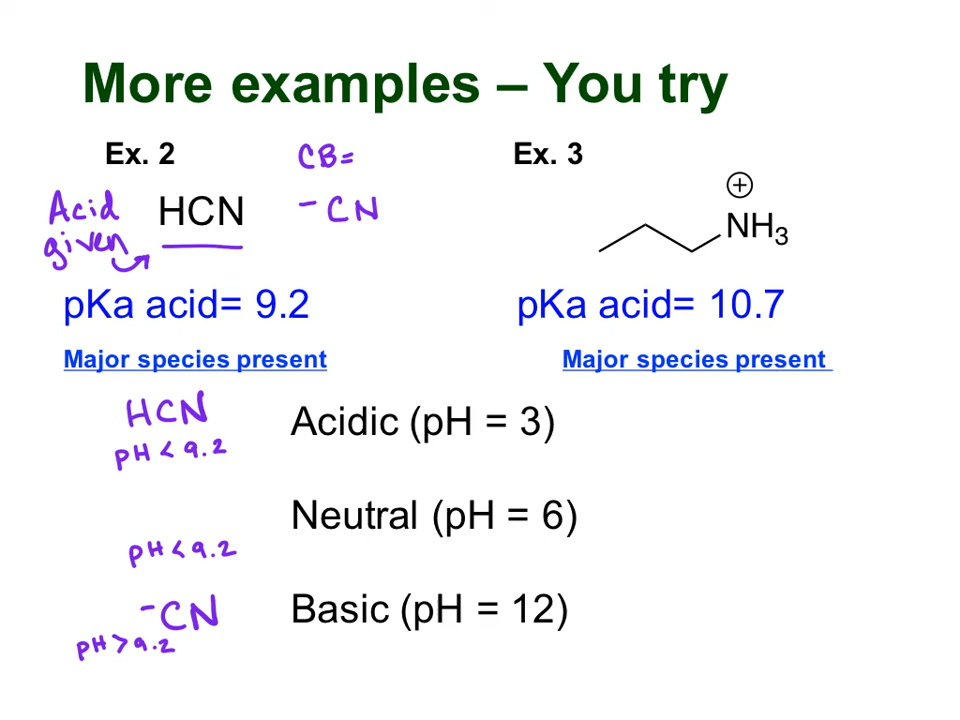 More examples – You try
Ex. 2
CB=
Ex. 3
Acid
given
HCN
⁻CN
⊕
NH₃
pKa acid= 9.2
pKa acid= 10.7
Major species present
Major species present
HCN
pH < 9.2
Acidic (pH = 3)
Neutral (pH = 6)
pH < 9.2
⁻CN
pH > 9.2
Basic (pH = 12)